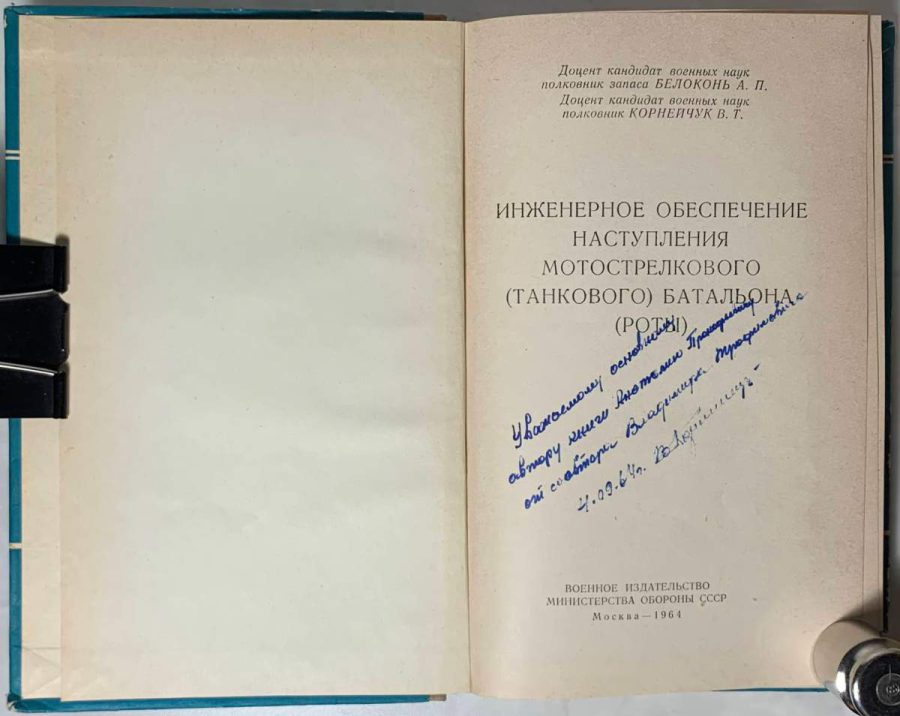 Доцент кандидат военных наук
полковник запаса БЕЛОКОНЬ А. П.
Доцент кандидат военных наук
полковник КОРНЕЙЧУК В. Т.
ИНЖЕНЕРНОЕ ОБЕСПЕЧЕНИЕ
НАСТУПЛЕНИЯ
МОТОСТРЕЛКОВОГО
(ТАНКОВОГО) БАТАЛЬОНА
(РОТЫ)
Уважаемому основному
автору книги Анатолию
от соавтора Владимира Трофимовича
4.09.64г.
ВОЕННОЕ ИЗДАТЕЛЬСТВО
МИНИСТЕРСТВА ОБОРОНЫ СССР
Москва — 1964